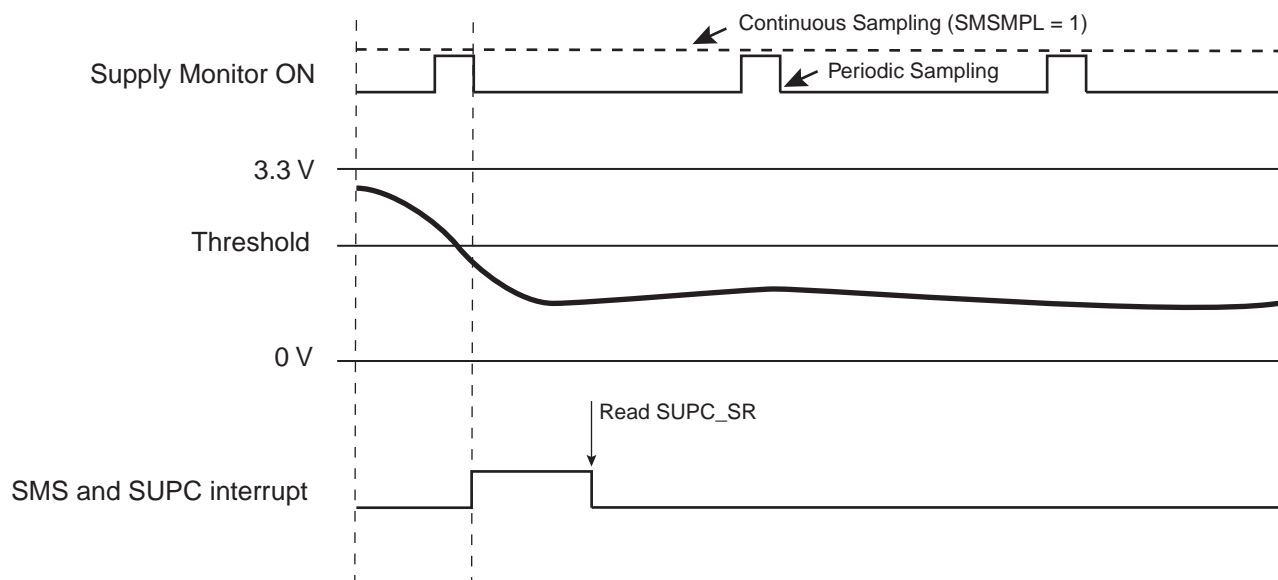 Continuous Sampling (SMSMPL = 1)
Supply Monitor ON
Periodic Sampling
3.3 V
Threshold
0 V
Read SUPC_SR
SMS and SUPC interrupt